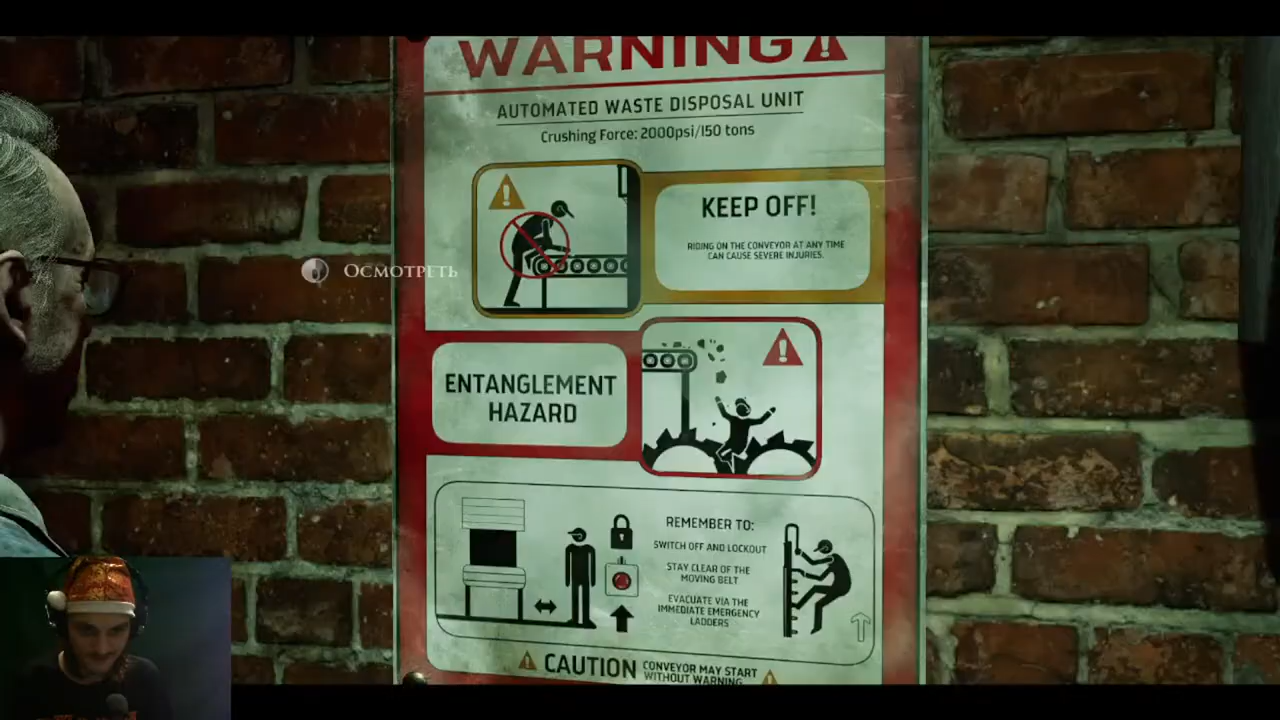 WARNING
AUTOMATED WASTE DISPOSAL UNIT
Crushing Force: 2000psi/150 tons
KEEP OFF!
RIDING ON THE CONVEYOR AT ANY TIME
CAN CAUSE SEVERE INJURIES.
Осмотреть
ENTANGLEMENT
HAZARD
REMEMBER TO:
SWITCH OFF AND LOCKOUT
STAY CLEAR OF THE
MOVING BELT
EVACUATE VIA THE
IMMEDIATE EMERGENCY
LADDERS
CAUTION
CONVEYOR MAY START
WITHOUT WARNING